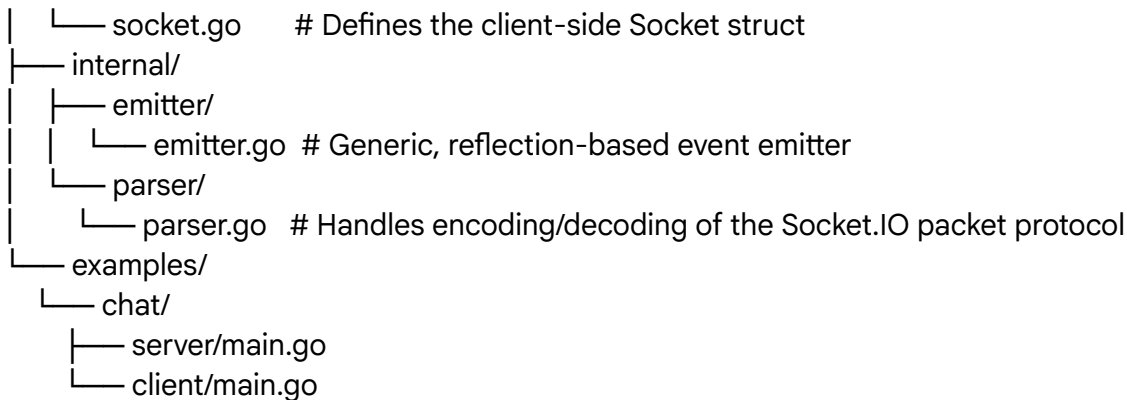 │   └── socket.go       # Defines the client-side Socket struct
├── internal/
│   ├── emitter/
│   │   └── emitter.go  # Generic, reflection-based event emitter
│   └── parser/
│       └── parser.go   # Handles encoding/decoding of the Socket.IO packet protocol
└── examples/
    └── chat/
        ├── server/main.go
        └── client/main.go